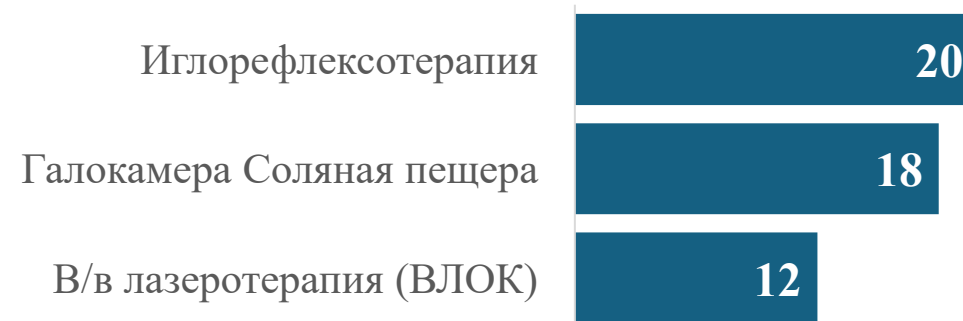 Иглорефлексотерапия 20
Галокамера Соляная пещера 18
В/в лазеротерапия (ВЛОК) 12